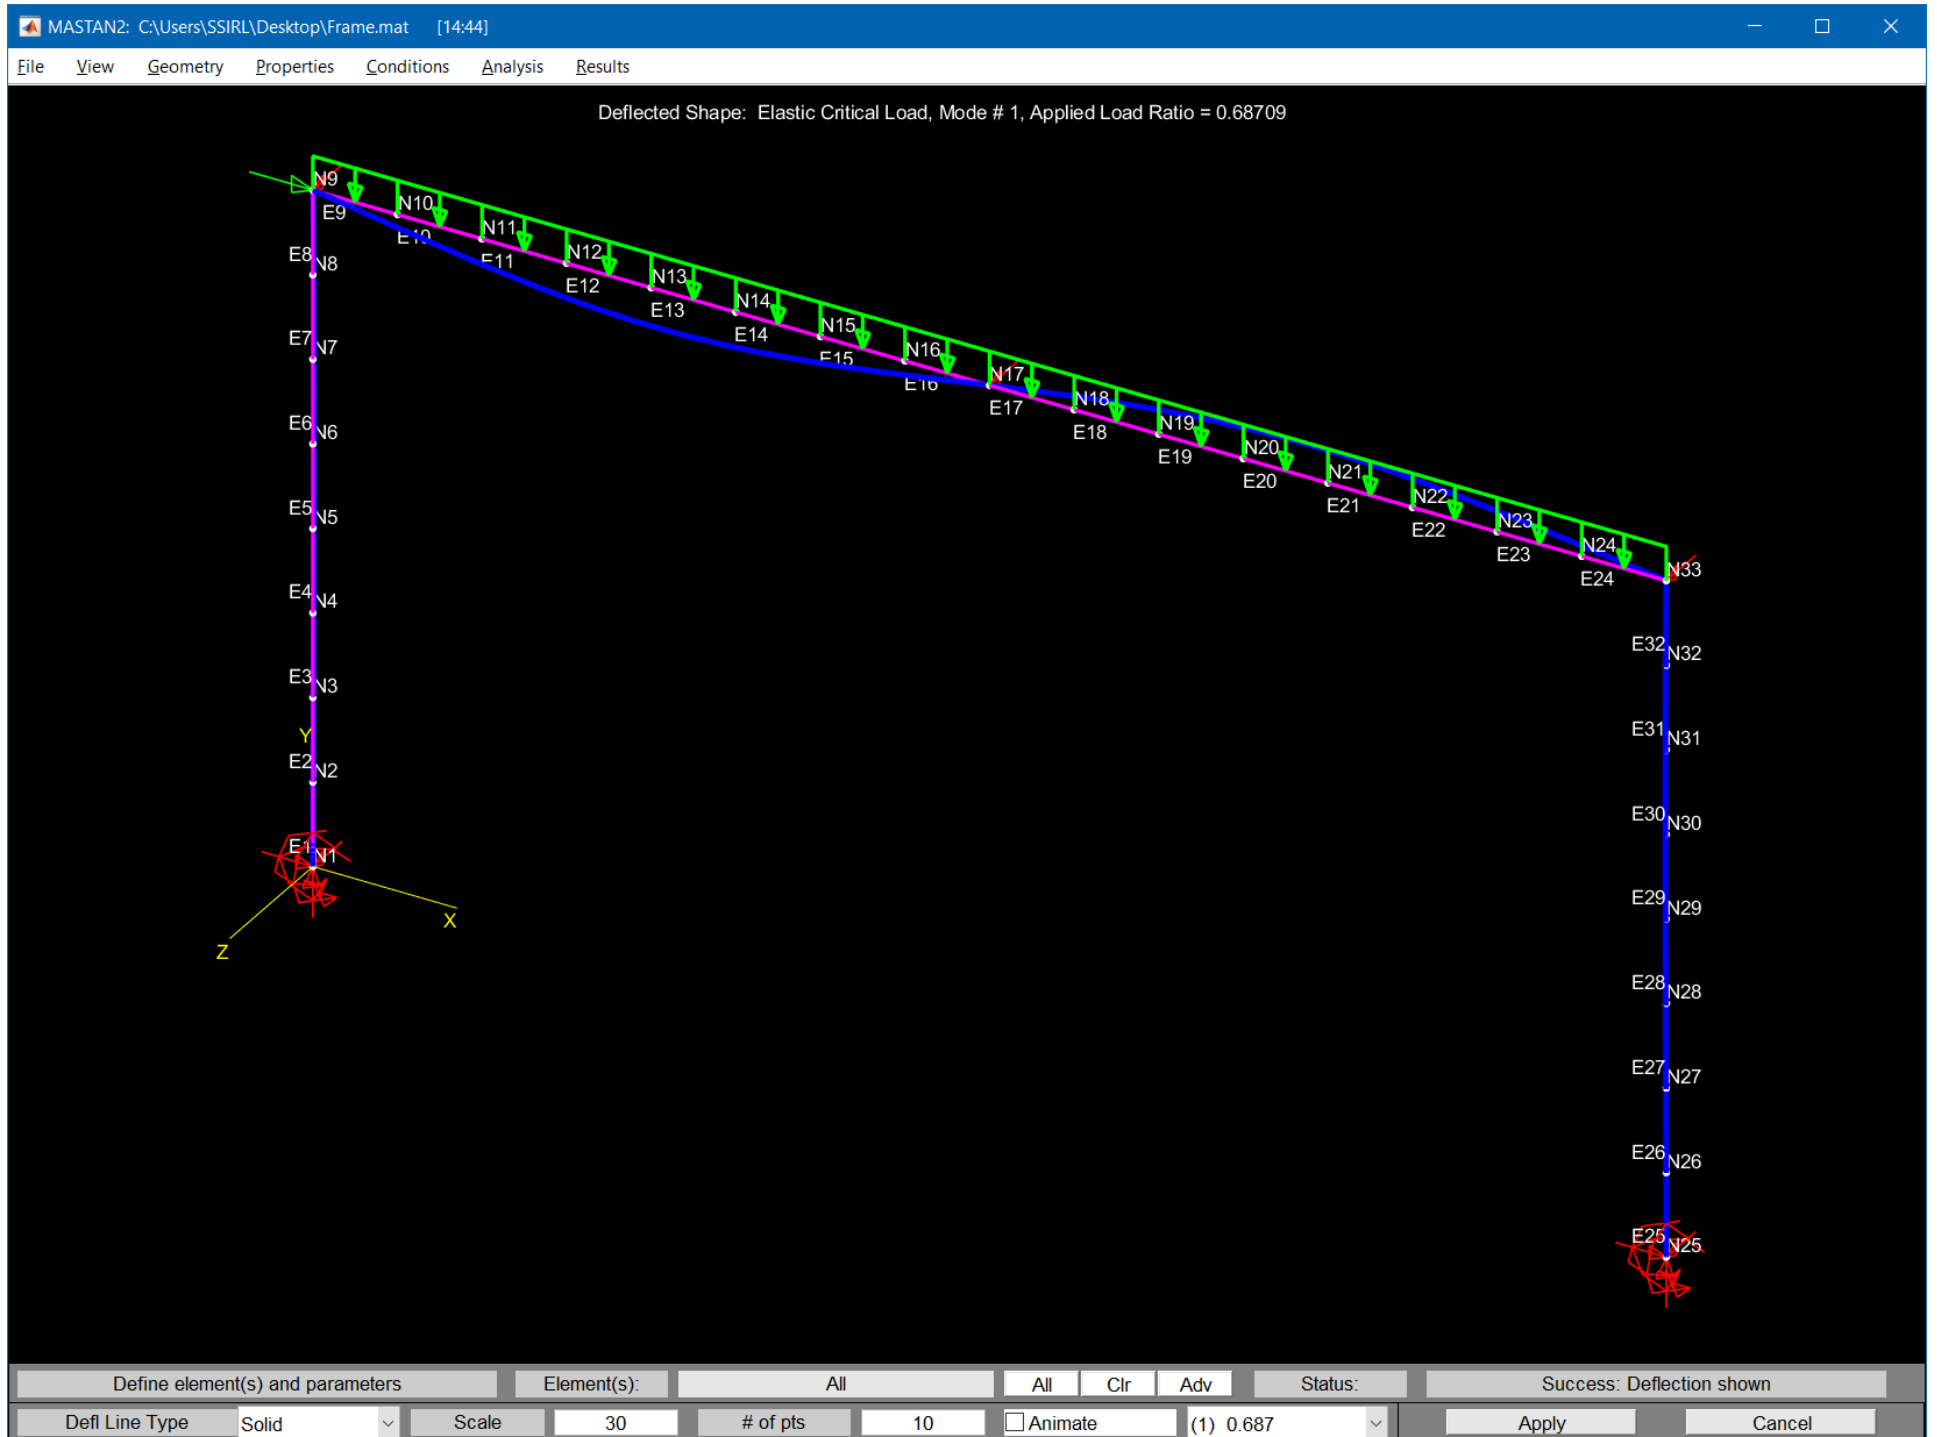 MASTAN2: C:\Users\SSIRL\Desktop\Frame.mat [14:44]
File View Geometry Properties Conditions Analysis Results
Deflected Shape: Elastic Critical Load, Mode # 1, Applied Load Ratio = 0.68709
N9
E9
N10
E10
N11
E11
N12
E12
N13
E13
N14
E14
N15
E15
N16
E16
N17
E17
N18
E18
N19
E19
N20
E20
N21
E21
N22
E22
N23
E23
N24
E24
N33
E8 N8
E7 N7
E6 N6
E5 N5
E4 N4
E3 N3
Y
E2 N2
E1 N1
X
Z
E32 N32
E31 N31
E30 N30
E29 N29
E28 N28
E27 N27
E26 N26
E25 N25
Define element(s) and parameters Element(s): All All Clr Adv Status: Success: Deflection shown
Defl Line Type Solid Scale 30 # of pts 10 Animate (1) 0.687 Apply Cancel